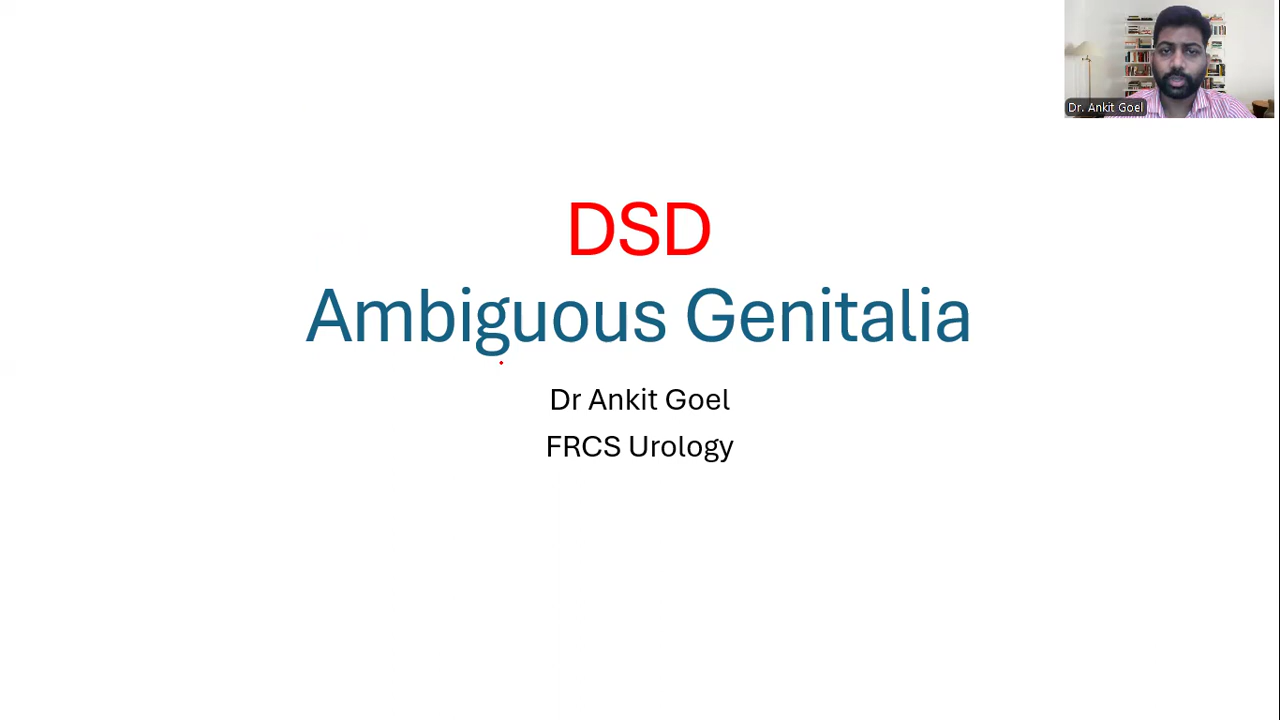 Dr. Ankit Goel
DSD
Ambiguous Genitalia
Dr Ankit Goel
FRCS Urology